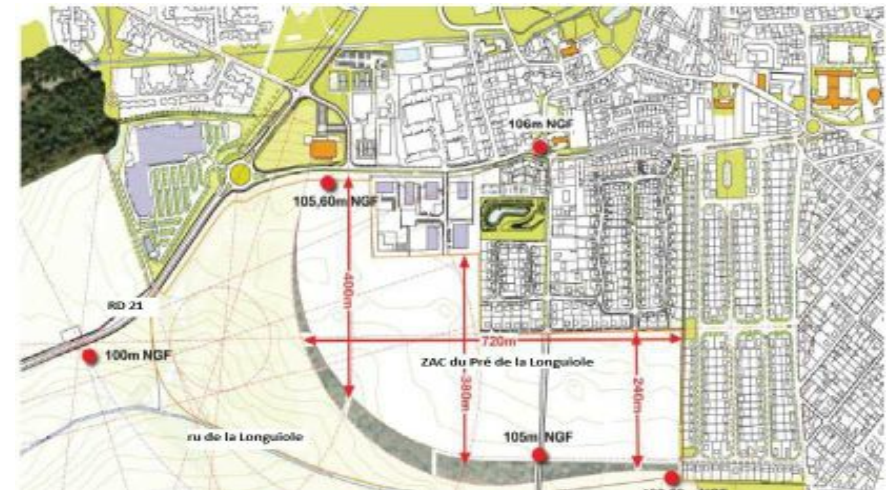 106m NGF
105,60m NGF
400m
RD 21
720m
100m NGF
ZAC du Pré de la Longuiole
380m
240m
ru de la Longuiole
105m NGF